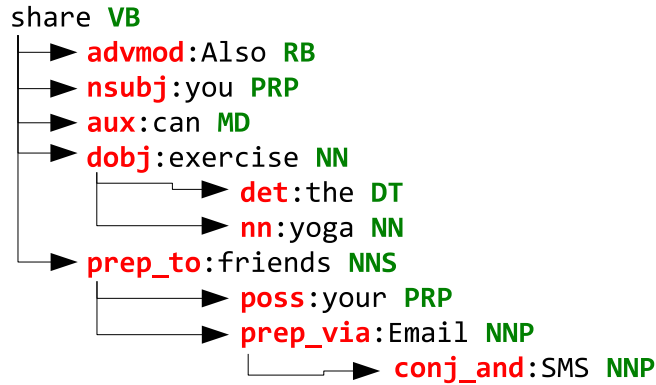 share VB
advmod:Also RB
nsubj:you PRP
aux:can MD
dobj:exercise NN
det:the DT
nn:yoga NN
prep_to:friends NNS
poss:your PRP
prep_via:Email NNP
conj_and:SMS NNP